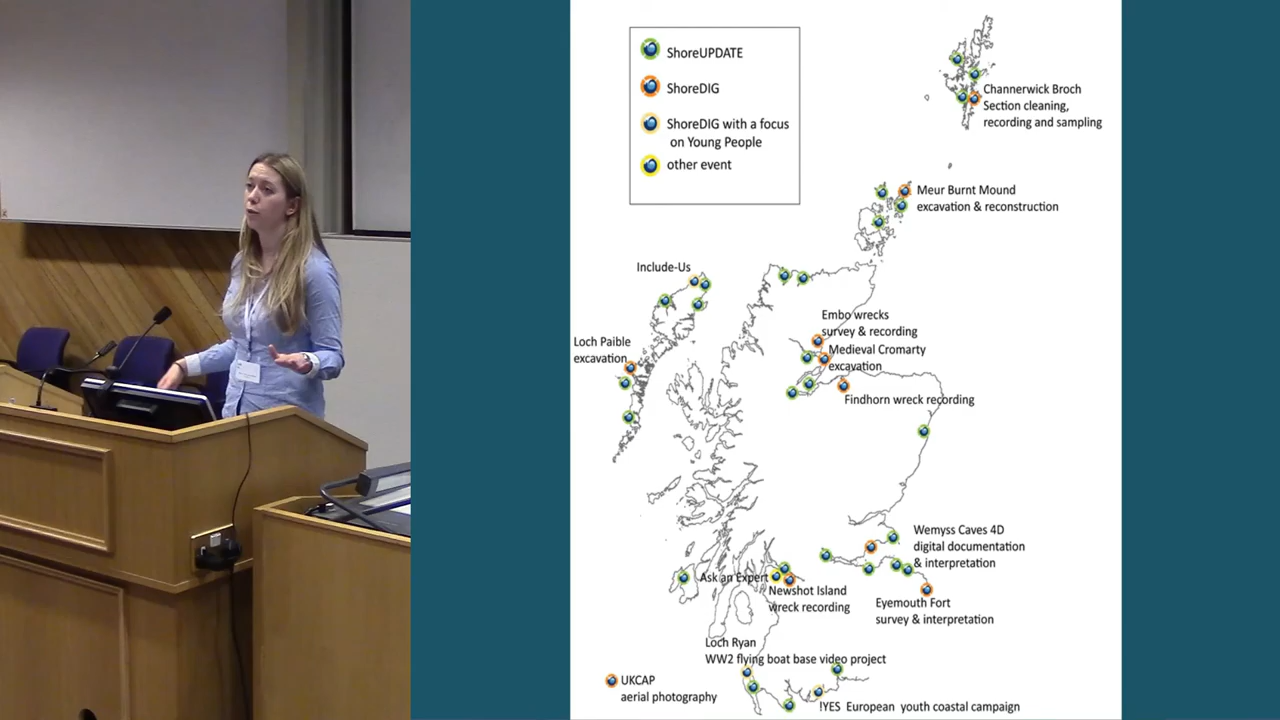 ShoreUPDATE
ShoreDIG
ShoreDIG with a focus
on Young People
other event
Channerwick Broch
Section cleaning,
recording and sampling
Meur Burnt Mound
excavation & reconstruction
Include-Us
Embo wrecks
survey & recording
Loch Paible
excavation
Medieval Cromarty
excavation
Findhorn wreck recording
Wemyss Caves 4D
digital documentation
& interpretation
Ask an Expert
Newshot Island
wreck recording
Eyemouth Fort
survey & interpretation
Loch Ryan
WW2 flying boat base video project
UKCAP
aerial photography
!YES European youth coastal campaign